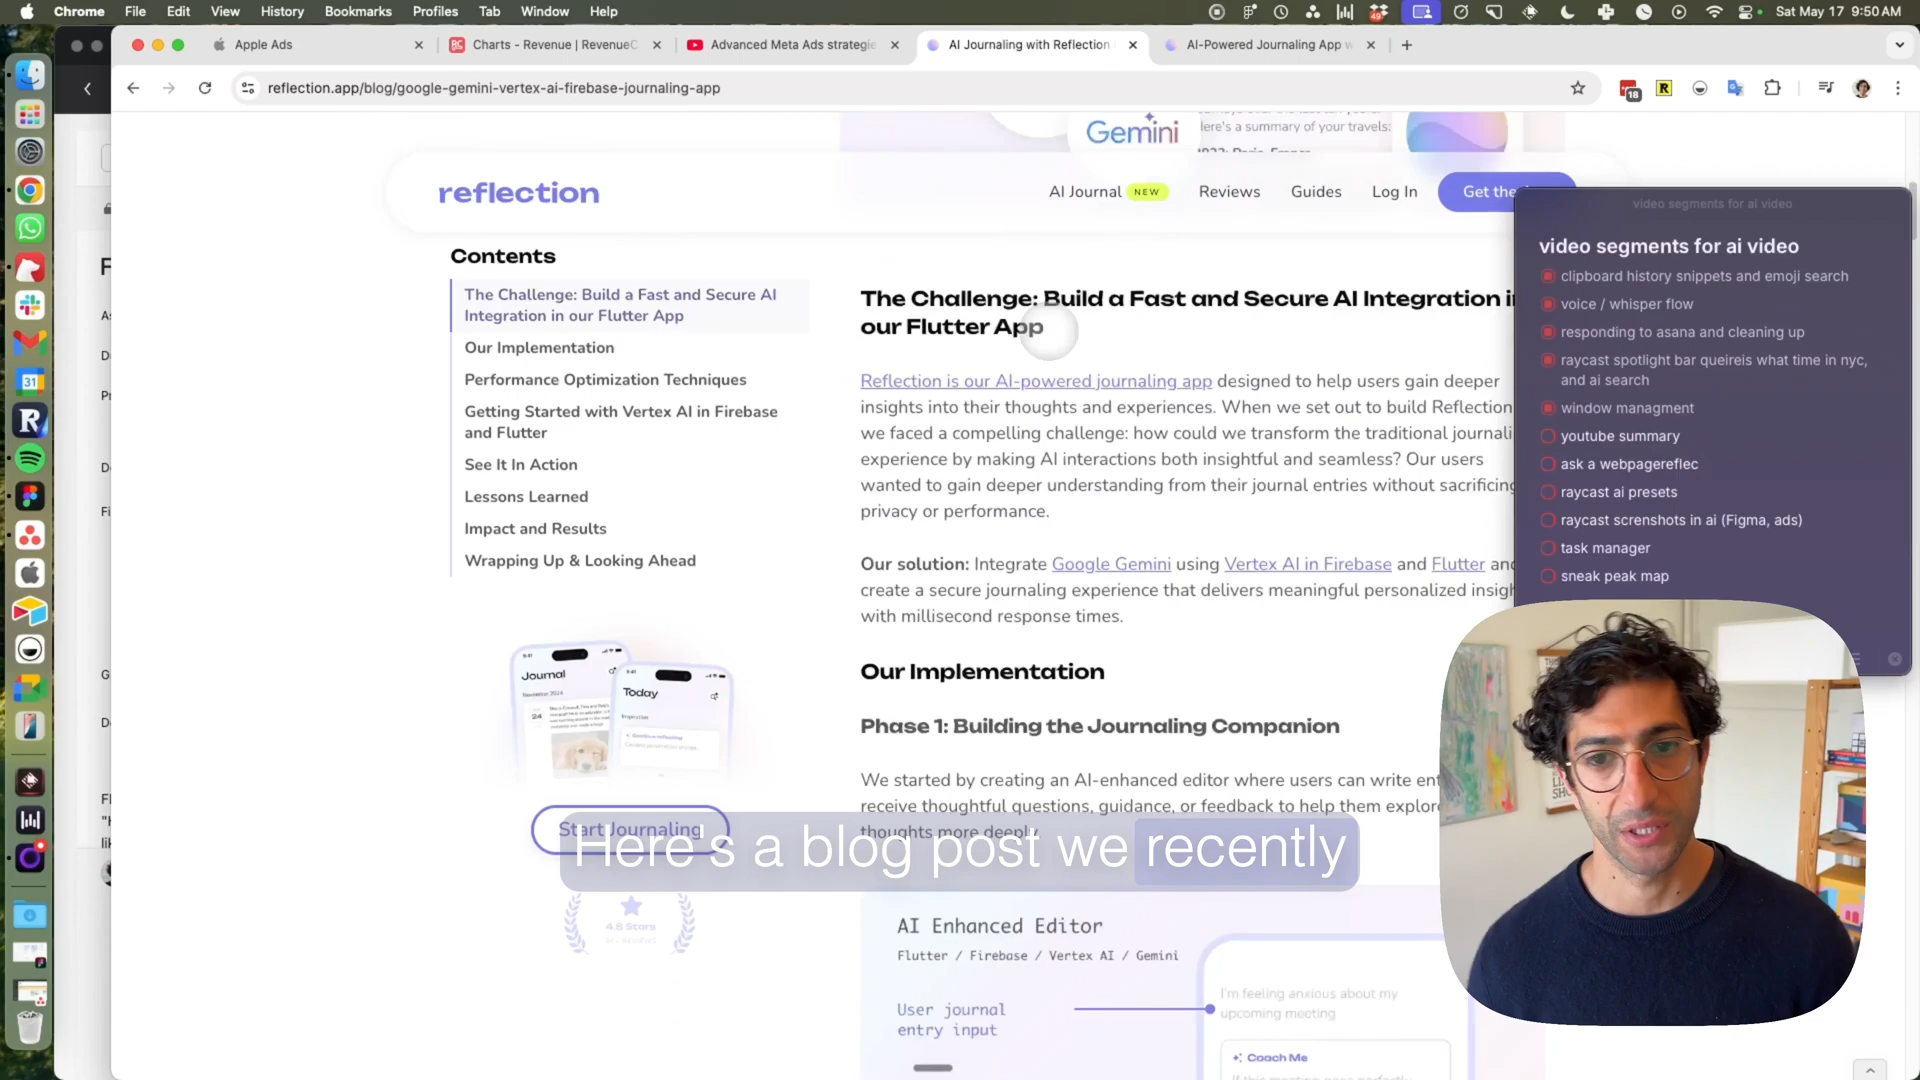 Chrome File Edit View History Bookmarks Profiles Tab Window Help
Sat May 17 9:50 AM
Apple Ads
Charts - Revenue | RevenueC
Advanced Meta Ads strategie
AI Journaling with Reflection
AI-Powered Journaling App w
reflection.app/blog/google-gemini-vertex-ai-firebase-journaling-app
18
Gemini
Here's a summary of your travels:
reflection
AI Journal NEW Reviews Guides Log In Get the
Contents
The Challenge: Build a Fast and Secure AI
Integration in our Flutter App
Our Implementation
Performance Optimization Techniques
Getting Started with Vertex AI in Firebase
and Flutter
See It In Action
Lessons Learned
Impact and Results
Wrapping Up & Looking Ahead
Journal
November 2024
24
Today
Start Journaling
4.8 Stars
The Challenge: Build a Fast and Secure AI Integration in
our Flutter App
Reflection is our AI-powered journaling app designed to help users gain deeper
insights into their thoughts and experiences. When we set out to build Reflection
we faced a compelling challenge: how could we transform the traditional journali
experience by making AI interactions both insightful and seamless? Our users
wanted to gain deeper understanding from their journal entries without sacrificing
privacy or performance.
Our solution: Integrate Google Gemini using Vertex AI in Firebase and Flutter and
create a secure journaling experience that delivers meaningful personalized insigh
with millisecond response times.
Our Implementation
Phase 1: Building the Journaling Companion
We started by creating an AI-enhanced editor where users can write ent
receive thoughtful questions, guidance, or feedback to help them explore
thoughts more deeply.
Here's a blog post we recently
AI Enhanced Editor
Flutter / Firebase / Vertex AI / Gemini
User journal
entry input
I'm feeling anxious about my
upcoming meeting
Coach Me
video segments for ai video
video segments for ai video
clipboard history snippets and emoji search
voice / whisper flow
responding to asana and cleaning up
raycast spotlight bar queireis what time in nyc,
and ai search
window managment
youtube summary
ask a webpagereflec
raycast ai presets
raycast screnshots in ai (Figma, ads)
task manager
sneak peak map